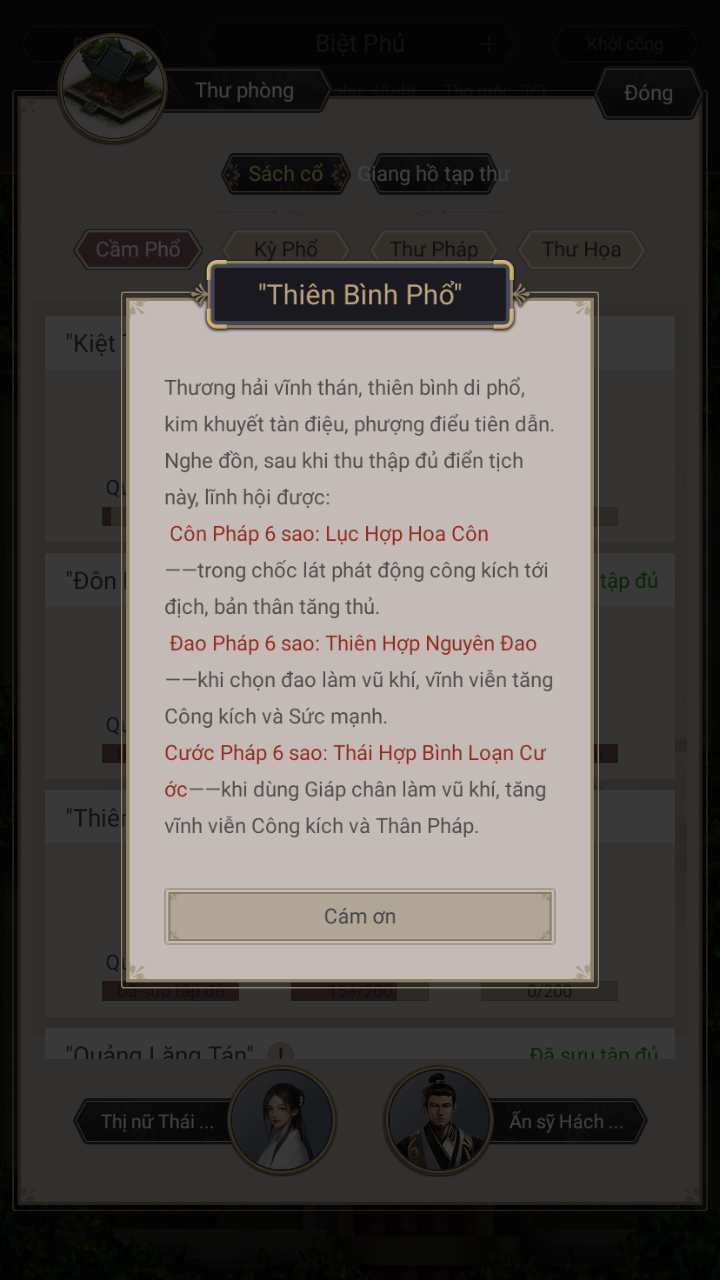 Biệt Phủ
Khởi công
Thư phòng
Đóng
Sách cổ
Giang hồ tạp thư
Cầm Phổ
Kỳ Phổ
Thư Pháp
Thư Họa
"Thiên Bình Phổ"
"Kiệt
Thương hải vĩnh thán, thiên bình di phổ,
kim khuyết tàn điệu, phượng điểu tiên dẫn.
Nghe đồn, sau khi thu thập đủ điển tịch
này, lĩnh hội được:
Côn Pháp 6 sao: Lục Hợp Hoa Côn
——trong chốc lát phát động công kích tới
địch, bản thân tăng thủ.
Đao Pháp 6 sao: Thiên Hợp Nguyên Đao
——khi chọn đao làm vũ khí, vĩnh viễn tăng
Công kích và Sức mạnh.
Cước Pháp 6 sao: Thái Hợp Bình Loạn Cư
ớc——khi dùng Giáp chân làm vũ khí, tăng
vĩnh viễn Công kích và Thân Pháp.
"Đôn
tập đủ
"Thiên
Cám ơn
Đã sưu tập đủ
154/200
0/200
"Quảng Lăng Tán" !
Đã sưu tập đủ
Thị nữ Thái ...
Ẩn sỹ Hách ...